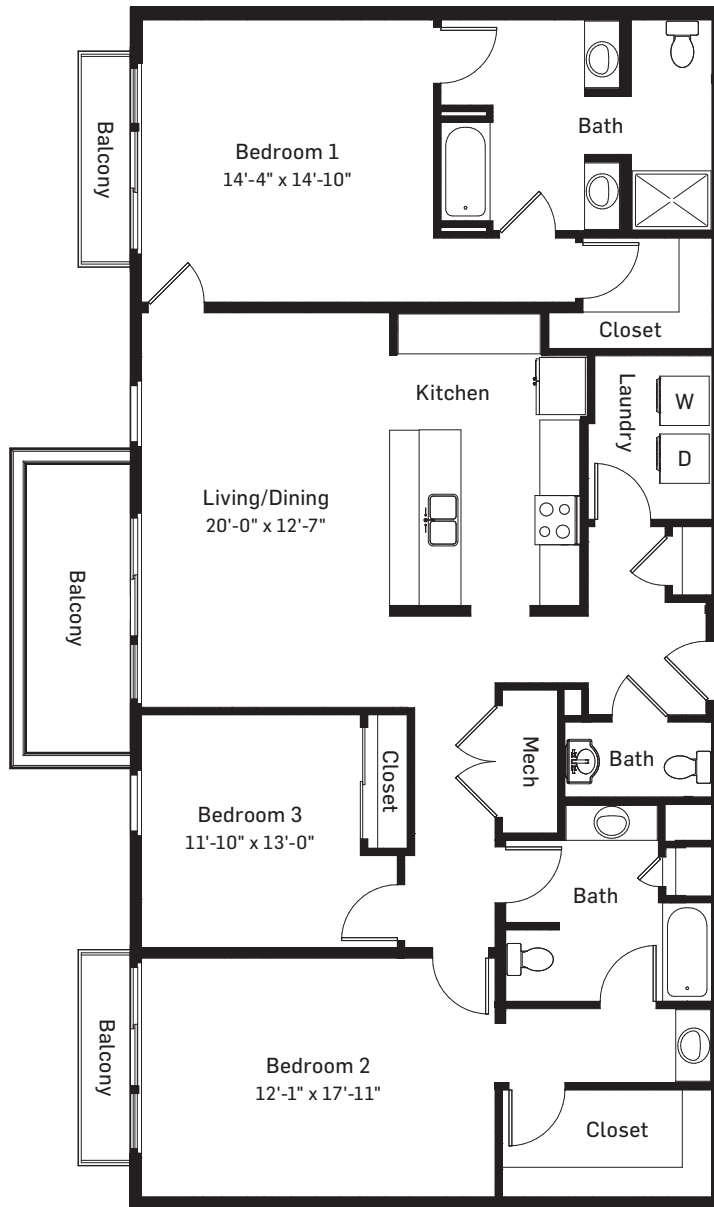 Balcony
Bedroom 1
14'-4" x 14'-10"
Bath
Closet
Kitchen
Laundry
W
D
Living/Dining
20'-0" x 12'-7"
Balcony
Mech
Bath
Closet
Bedroom 3
11'-10" x 13'-0"
Bath
Balcony
Bedroom 2
12'-1" x 17'-11"
Closet